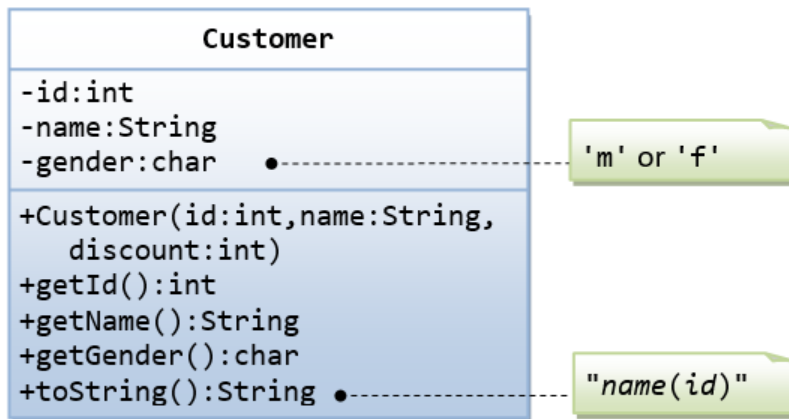 Customer
-id:int
-name:String
-gender:char
'm' or 'f'
+Customer(id:int,name:String,
discount:int)
+getId():int
+getName():String
+getGender():char
+toString():String
"name(id)"